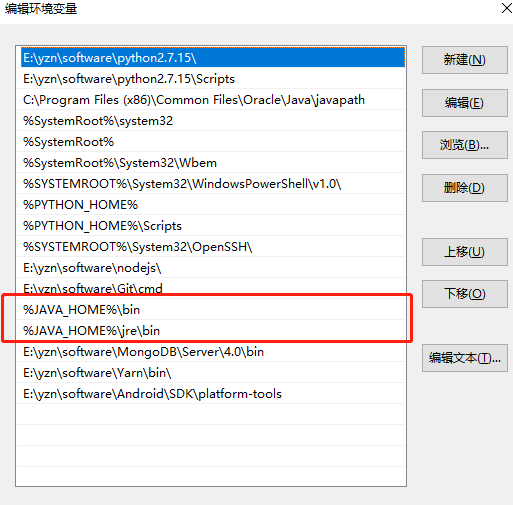 编辑环境变量
E:\yzn\software\python2.7.15\
E:\yzn\software\python2.7.15\Scripts
C:\Program Files (x86)\Common Files\Oracle\Java\javapath
%SystemRoot%\system32
%SystemRoot%
%SystemRoot%\System32\Wbem
%SYSTEMROOT%\System32\WindowsPowerShell\v1.0\
%PYTHON_HOME%
%PYTHON_HOME%\Scripts
%SYSTEMROOT%\System32\OpenSSH\
E:\yzn\software\nodejs\
E:\yzn\software\Git\cmd
%JAVA_HOME%\bin
%JAVA_HOME%\jre\bin
E:\yzn\software\MongoDB\Server\4.0\bin
E:\yzn\software\Yarn\bin\
E:\yzn\software\Android\SDK\platform-tools
新建(N)
编辑(E)
浏览(B)...
删除(D)
上移(U)
下移(O)
编辑文本(T)...